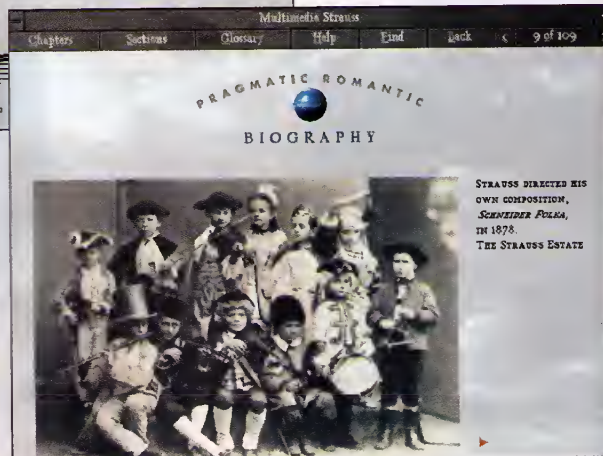 Multimedia Strauss
Chapters Sections Glossary Help Find Back < 9 of 109
PRAGMATIC ROMANTIC
BIOGRAPHY
STRAUSS DIRECTED HIS
OWN COMPOSITION,
SCHNEIDER POLKA,
IN 1878.
THE STRAUSS ESTATE